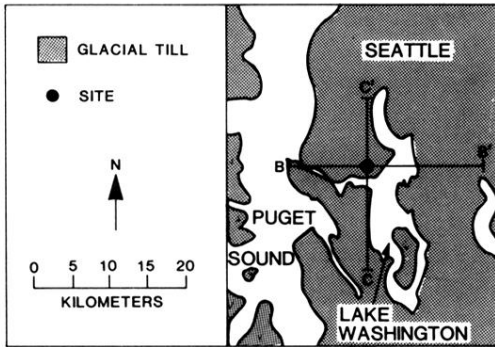 GLACIAL TILL
SITE
N
0 5 10 15 20
KILOMETERS
SEATTLE
C'
B
B'
PUGET
SOUND
C
LAKE
WASHINGTON